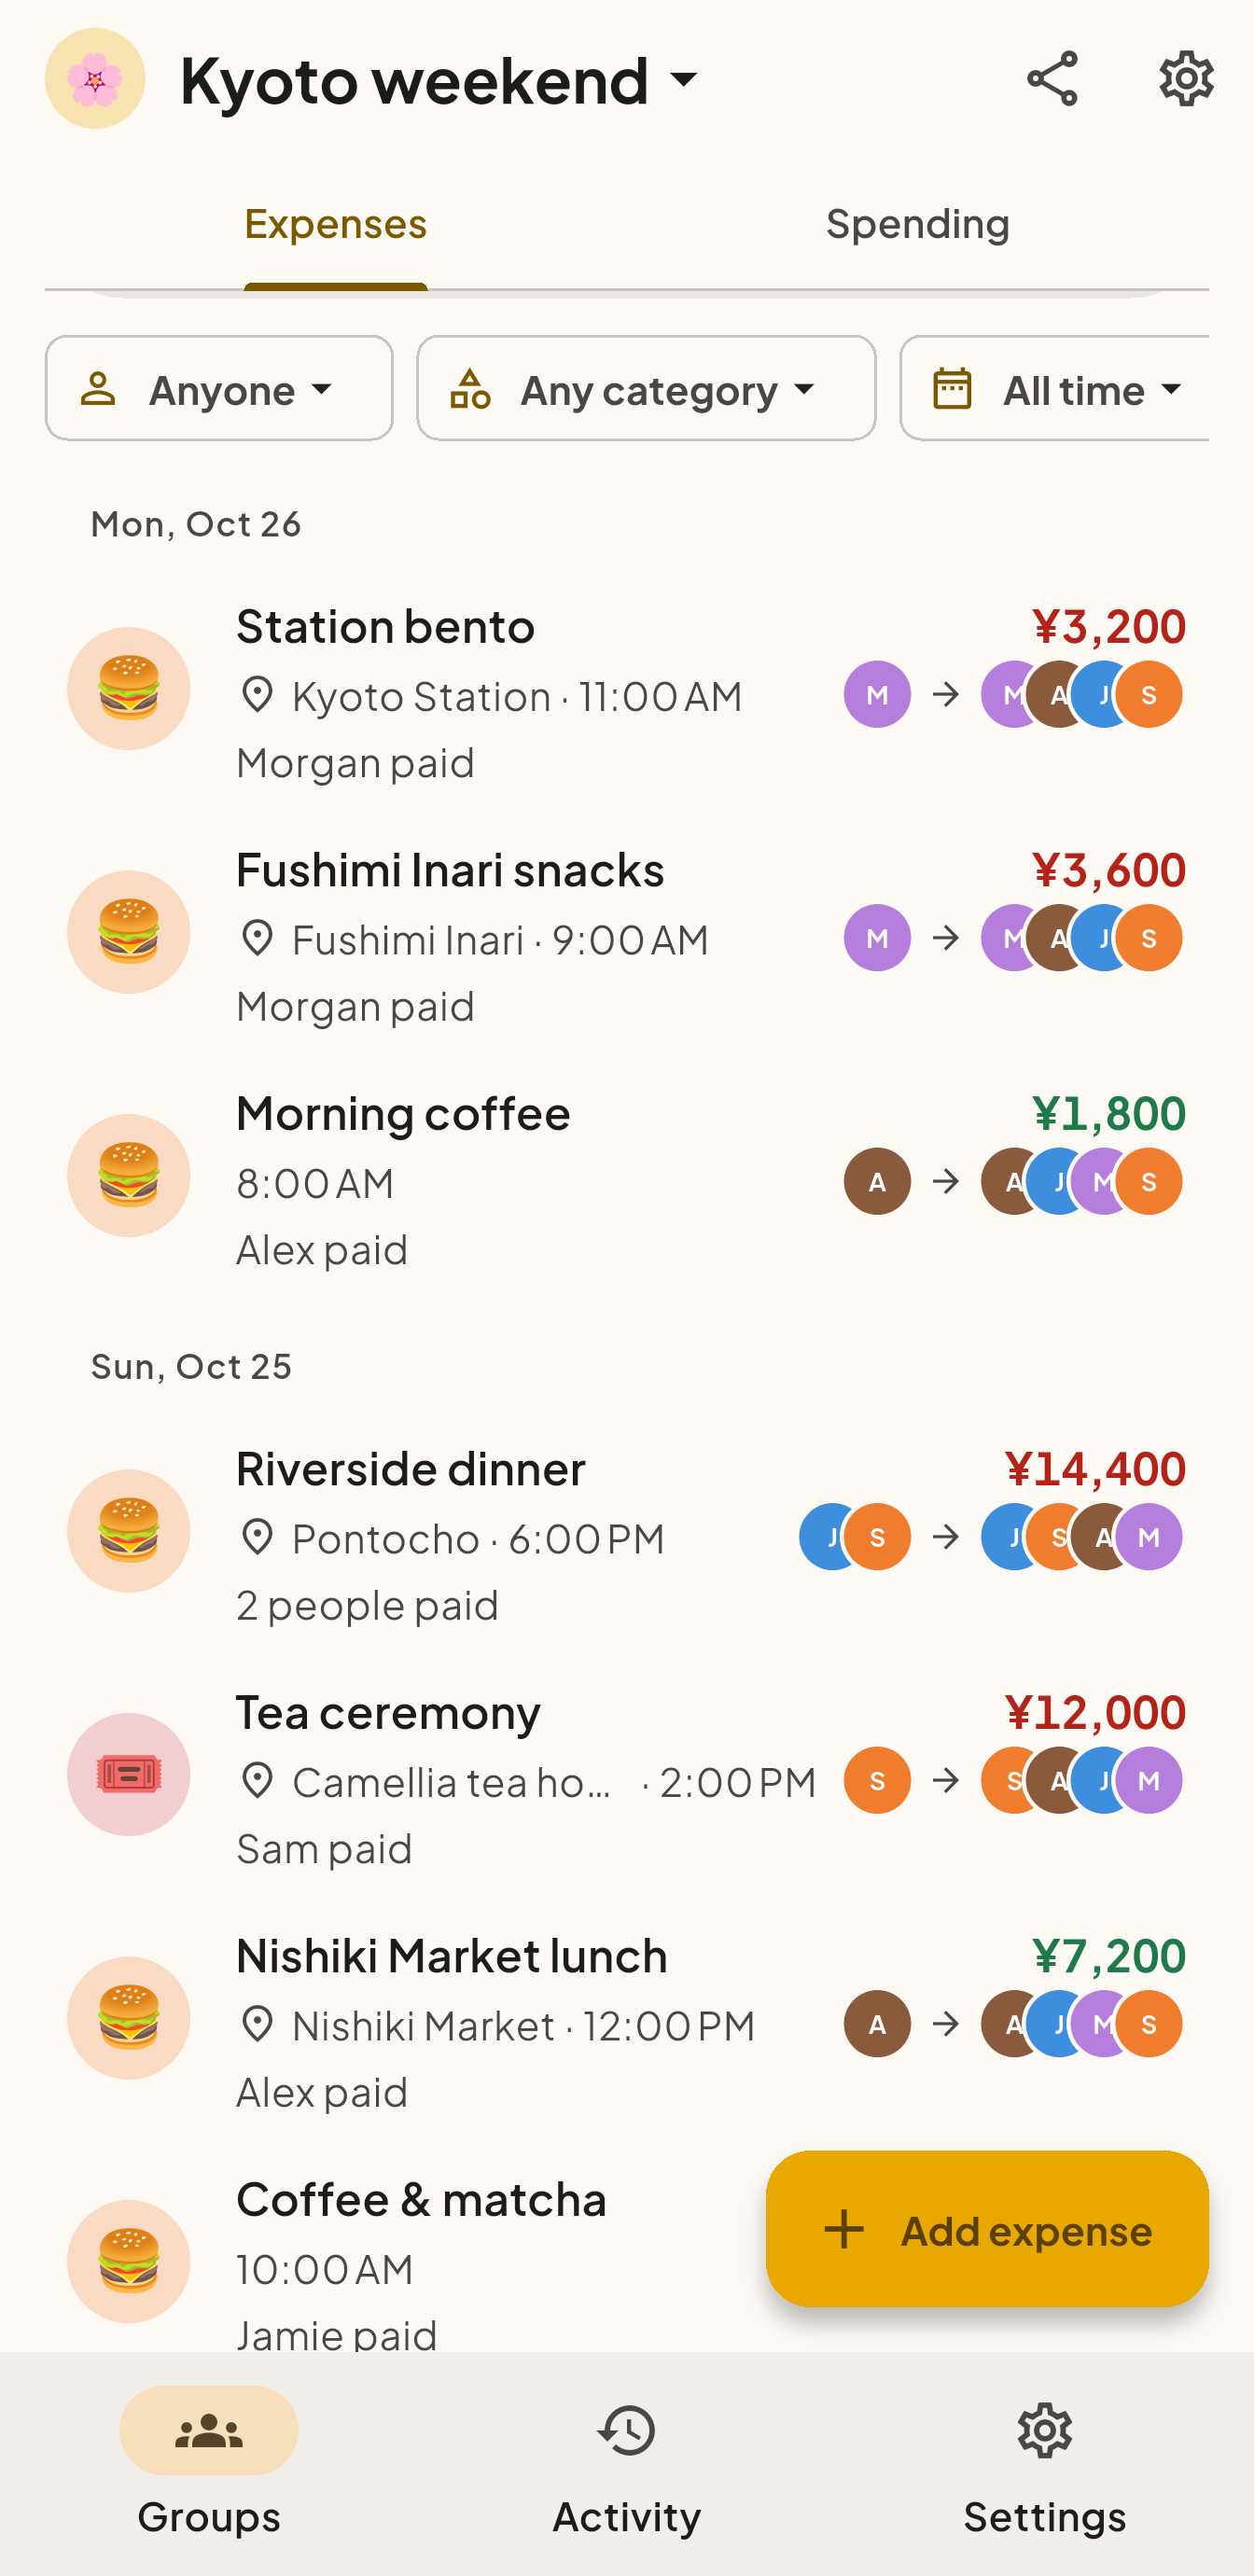 Kyoto weekend
Expenses
Spending
Anyone
Any category
All time
Mon, Oct 26
Station bento
¥3,200
Kyoto Station · 11:00 AM
M → M A J S
Morgan paid
Fushimi Inari snacks
¥3,600
Fushimi Inari · 9:00 AM
M → M A J S
Morgan paid
Morning coffee
¥1,800
8:00 AM
A → A J M S
Alex paid
Sun, Oct 25
Riverside dinner
¥14,400
Pontocho · 6:00 PM
J S → J S A M
2 people paid
Tea ceremony
¥12,000
Camellia tea ho... · 2:00 PM
S → S A J M
Sam paid
Nishiki Market lunch
¥7,200
Nishiki Market · 12:00 PM
A → A J M S
Alex paid
Coffee & matcha
10:00 AM
Jamie paid
Add expense
Groups
Activity
Settings